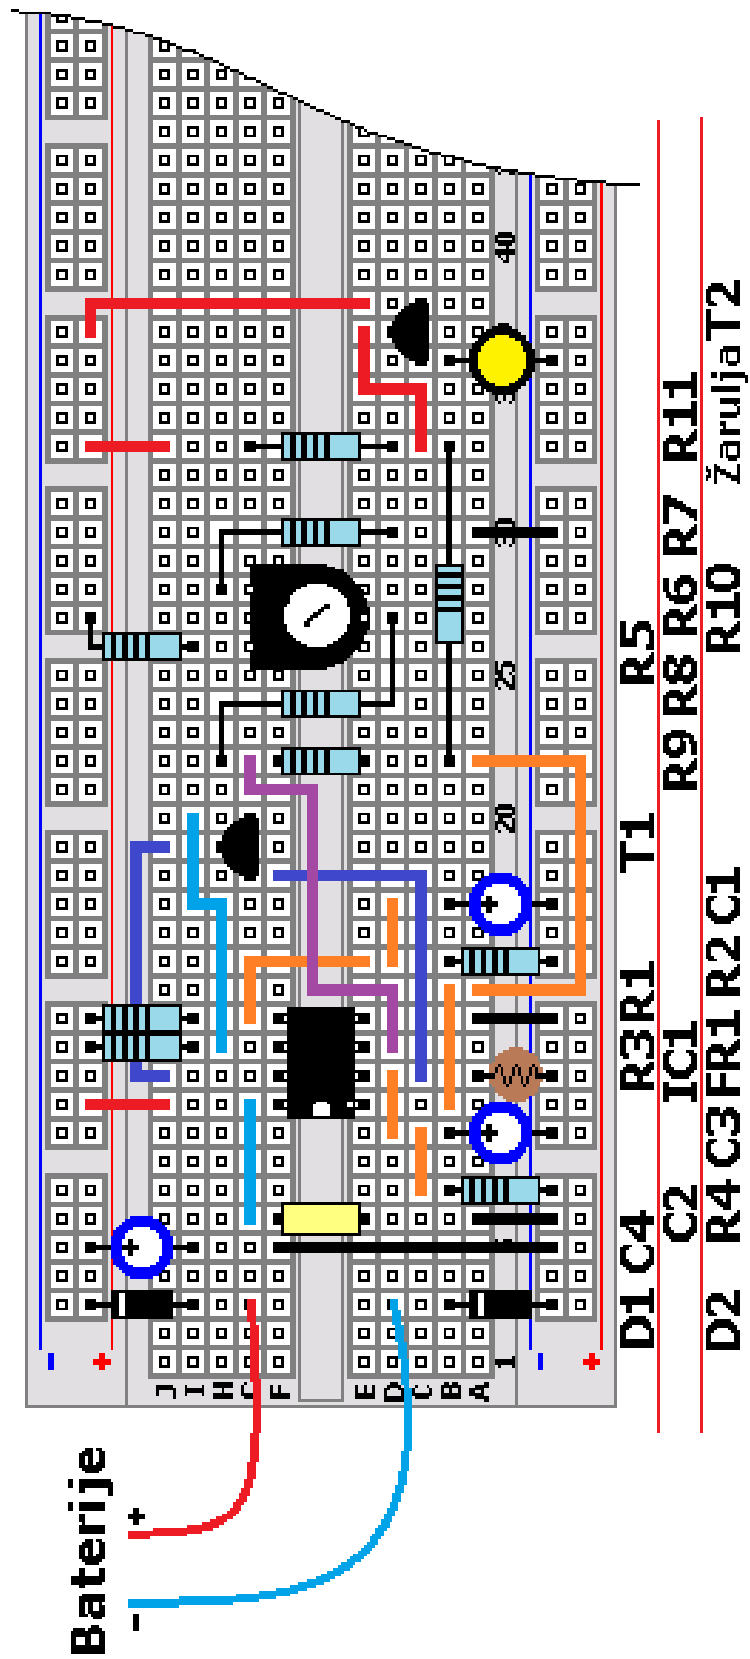 Baterije
+
-
- +
J
I
H
G
F
E
D
C
B
A
1 20 25 30 40
- +
D1 C4 R3 R1 T1 R5
C2 IC1 R9 R8 R6 R7 R11
D2 R4 C3 FR1 R2 C1 R10 Žarulja T2